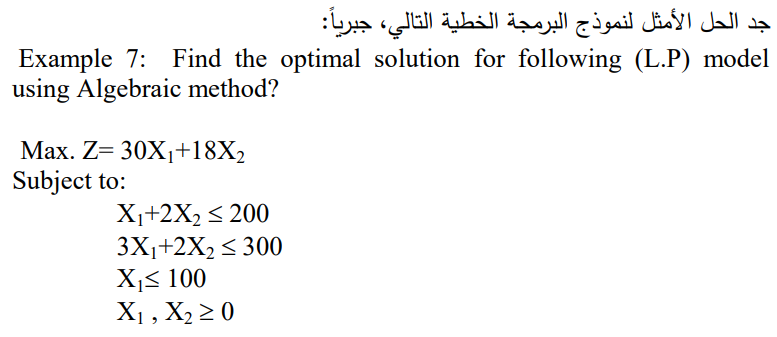 جد الحل الأمثل لنموذج البرمجة الخطية التالي، جبرياً:
Example 7: Find the optimal solution for following (L.P) model
using Algebraic method?
Max. Z= 30X₁+18X₂
Subject to:
X₁+2X₂ ≤ 200
3X₁+2X₂ ≤ 300
X₁≤ 100
X₁ , X₂ ≥ 0